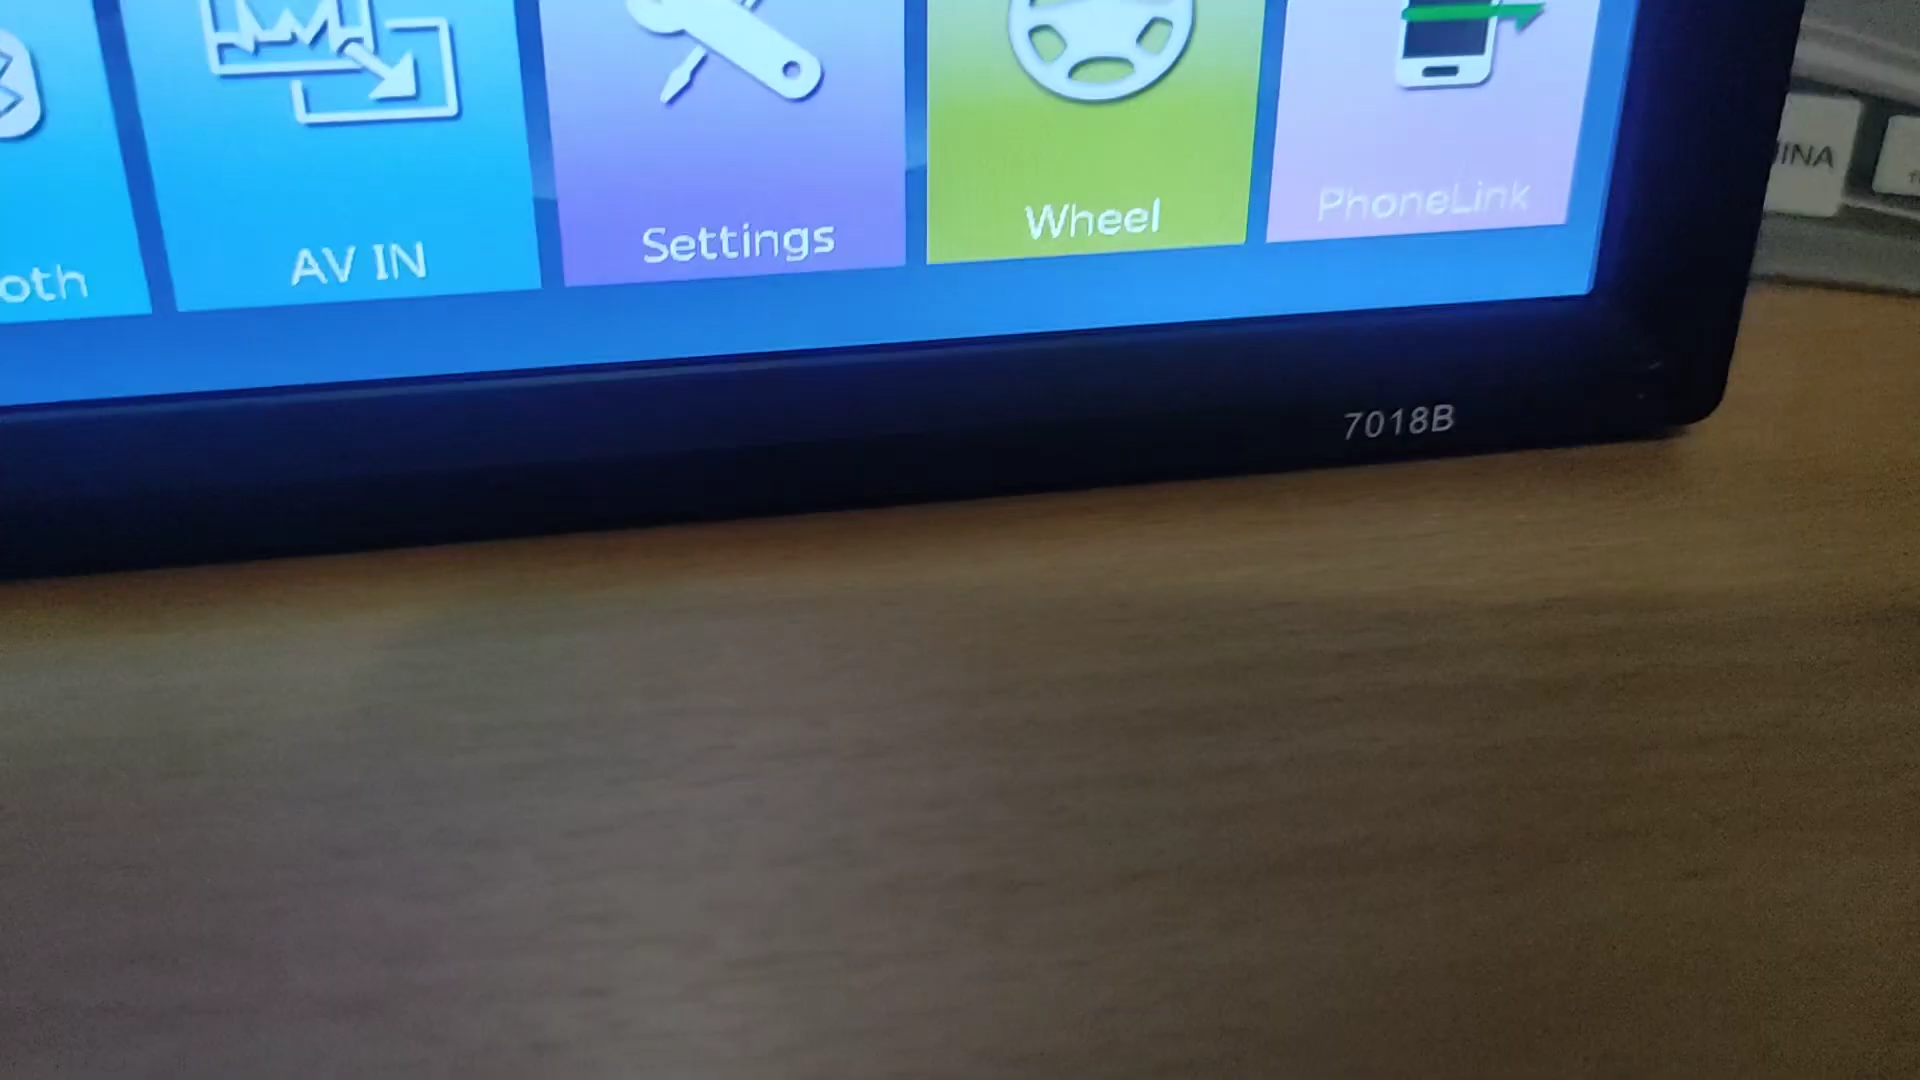 oth
AV IN
Settings
Wheel
PhoneLink
INA
7018B